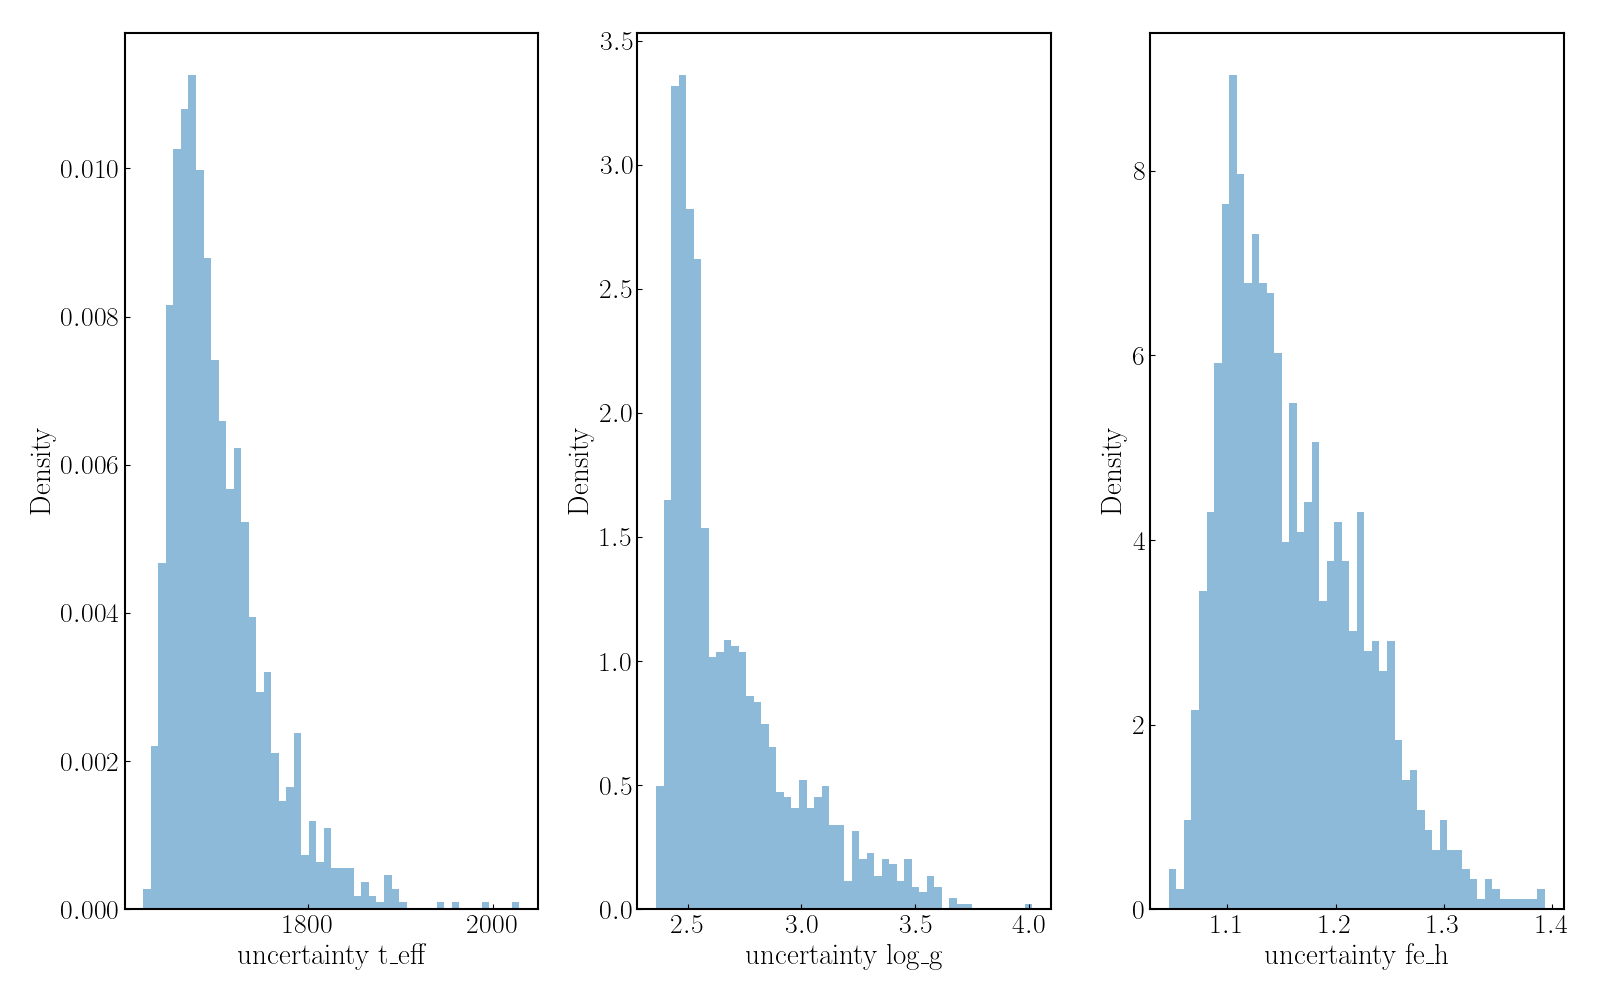 Density
0.010
0.008
0.006
0.004
0.002
0.000
1800 2000
uncertainty t_eff
Density
3.5
3.0
2.5
2.0
1.5
1.0
0.5
0.0
2.5 3.0 3.5 4.0
uncertainty log_g
Density
8
6
4
2
0
1.1 1.2 1.3 1.4
uncertainty fe_h